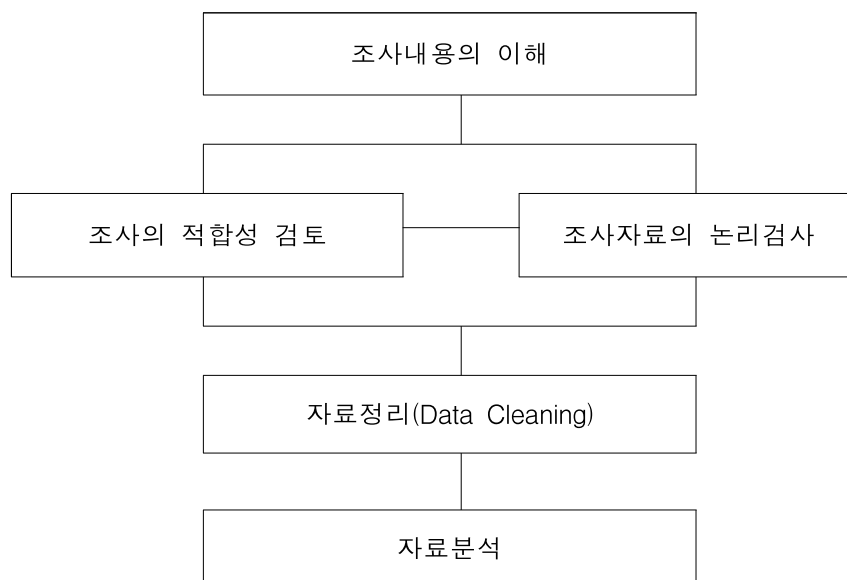 조사내용의 이해
조사의 적합성 검토
조사자료의 논리검사
자료정리(Data Cleaning)
자료분석